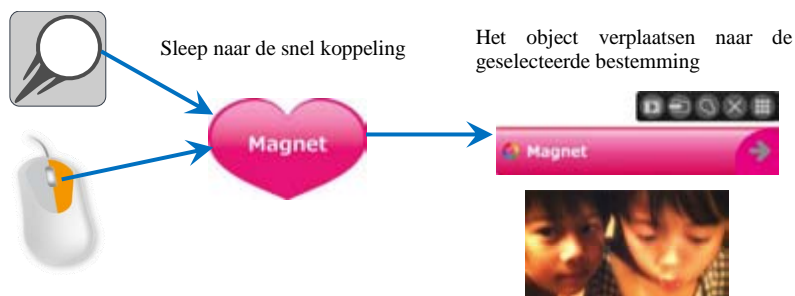 Sleep naar de snel koppeling
Het object verplaatsen naar de
geselecteerde bestemming
Magnet
Magnet